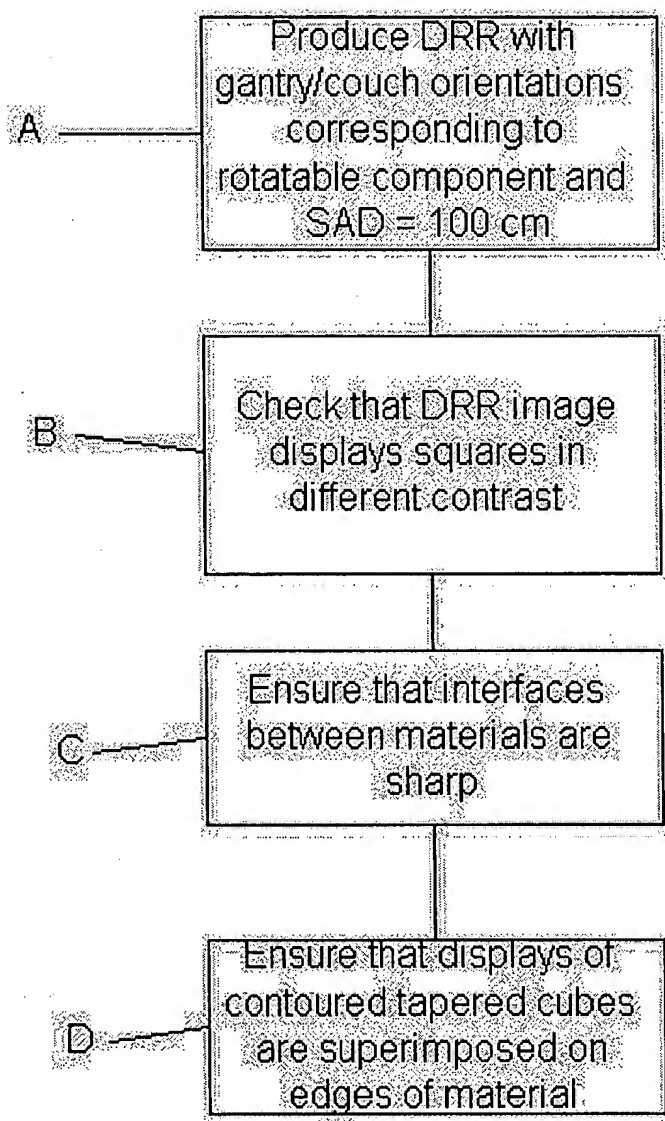 Produce DRR with
gantry/couch orientations
A
corresponding to
rotatable component and
SAD = 100 cm
B
Check that DRR image
displays squares in
different contrast
Ensure that interfaces
C
between materials are
sharp
Ensure that displays of
contoured tapered cubes
D
are superimposed on
edges of material